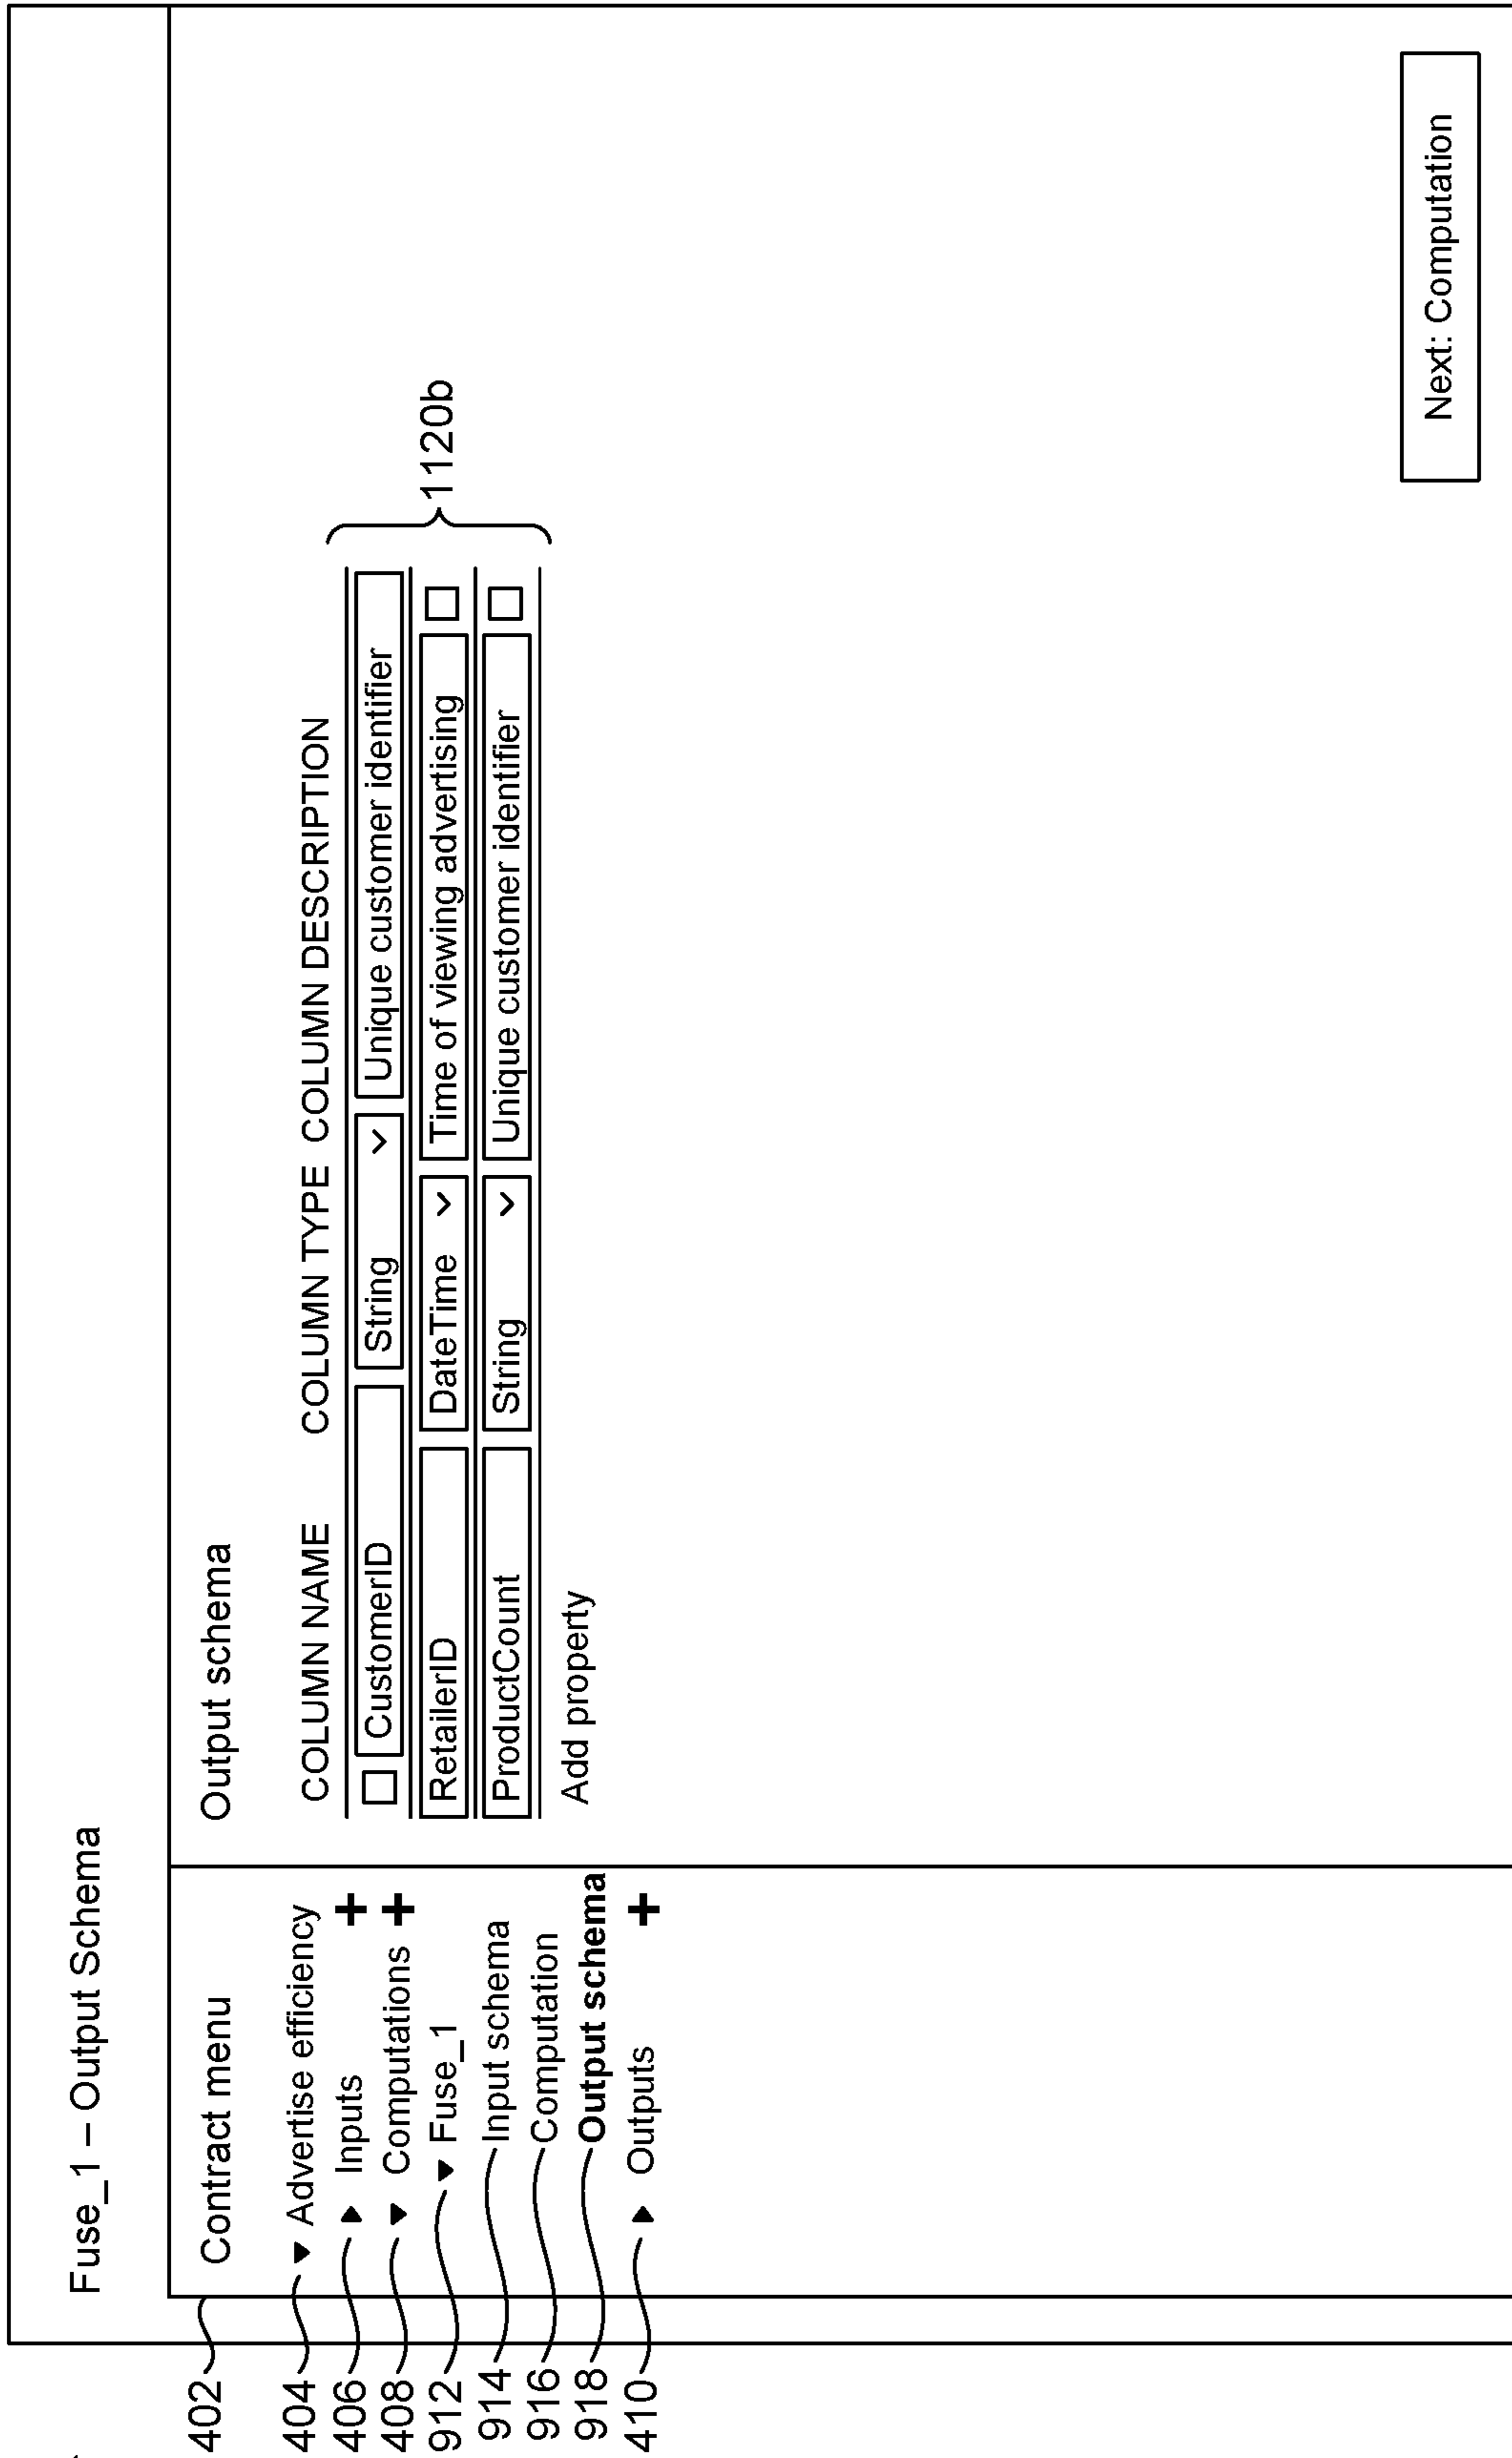 Fuse_1 – Output Schema
402
Contract menu
404
Advertise efficiency
406
Inputs +
408
Computations +
912
Fuse_1
914
Input schema
916
Computation
918
Output schema
410
Outputs +
Output schema
COLUMN NAME COLUMN TYPE COLUMN DESCRIPTION
CustomerID String Unique customer identifier
RetailerID DateTime Time of viewing advertising
ProductCount String Unique customer identifier
1120b
Add property
Next: Computation